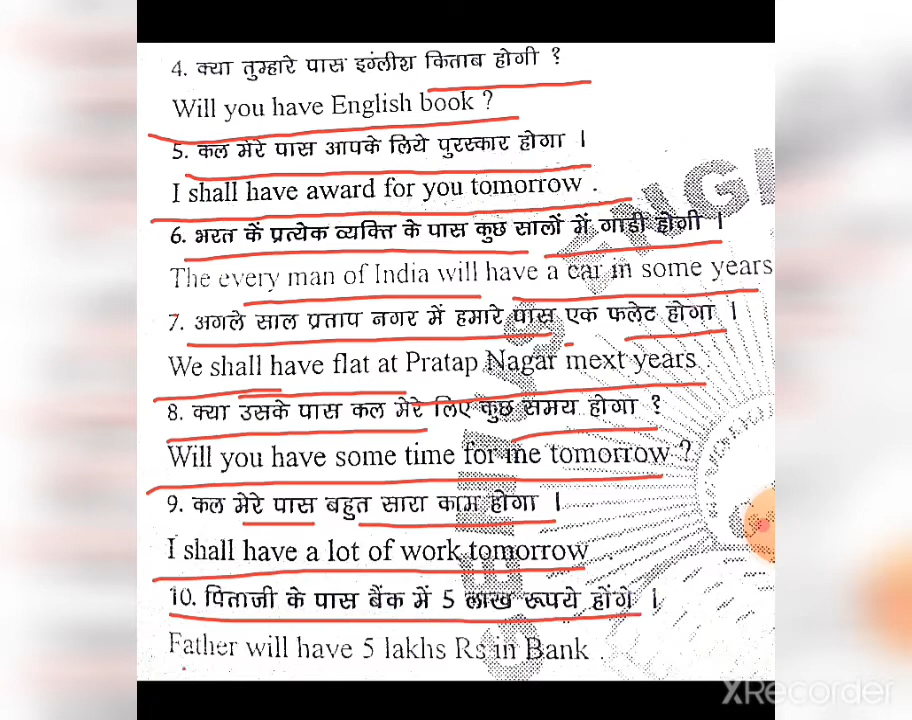 4. क्या तुम्हारे पास इग्ंलीश किताब होगी ?
Will you have English book ?
5. कल मेरे पास आपके लिये पुरस्कार होगा ।
I shall have award for you tomorrow .
6. भरत कें प्रत्येक व्यक्ति के पास कुछ सालों में गाडी होगी ।
The every man of India will have a car in some years
7. अगले साल प्रताप नगर में हमारे पास एक फलेट होगा ।
We shall have flat at Pratap Nagar mext years .
8. क्या उसके पास कल मेरे लिए कुछ समय होगा ?
Will you have some time for me tomorrow ?
9. कल मेरे पास बहुत सारा काम होगा ।
I shall have a lot of work tomorrow .
10. पिताजी के पास बैंक में 5 लाख रूपये होंगे ।
Father will have 5 lakhs Rs in Bank .
XRecorder